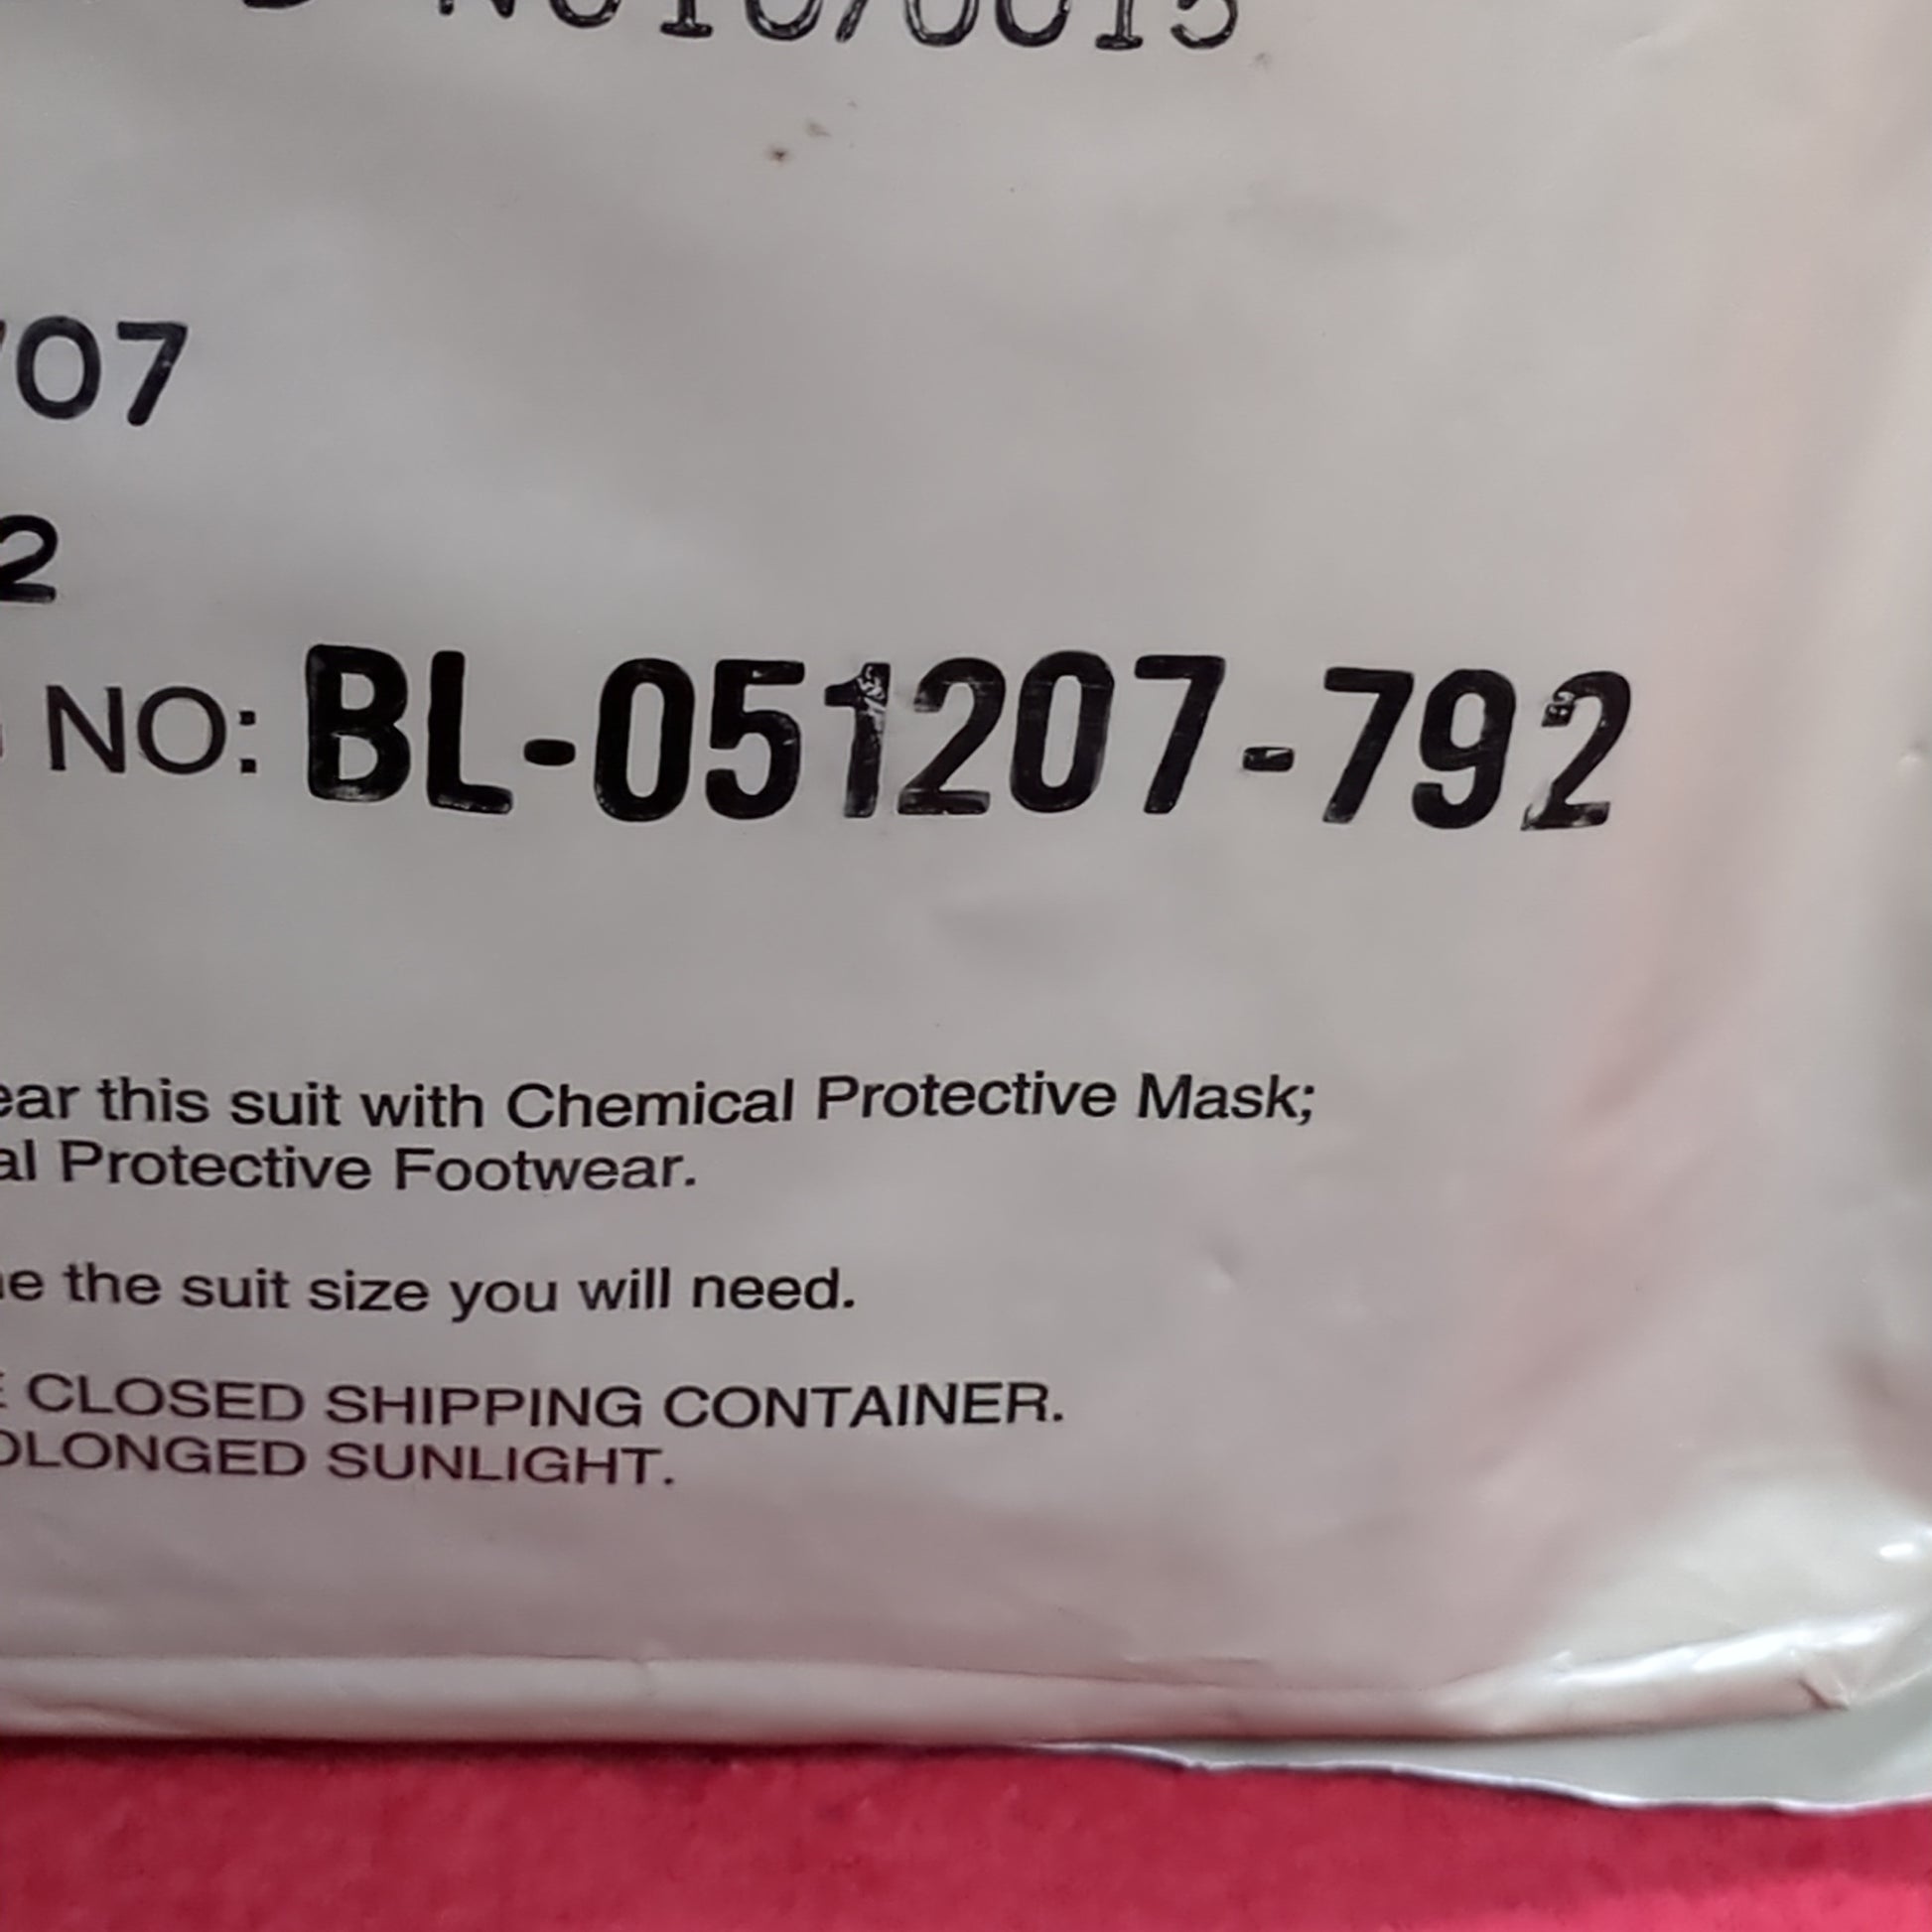 /07
2
NO: BL-051207-792
ear this suit with Chemical Protective Mask;
al Protective Footwear.
e the suit size you will need.
CLOSED SHIPPING CONTAINER.
OLONGED SUNLIGHT.